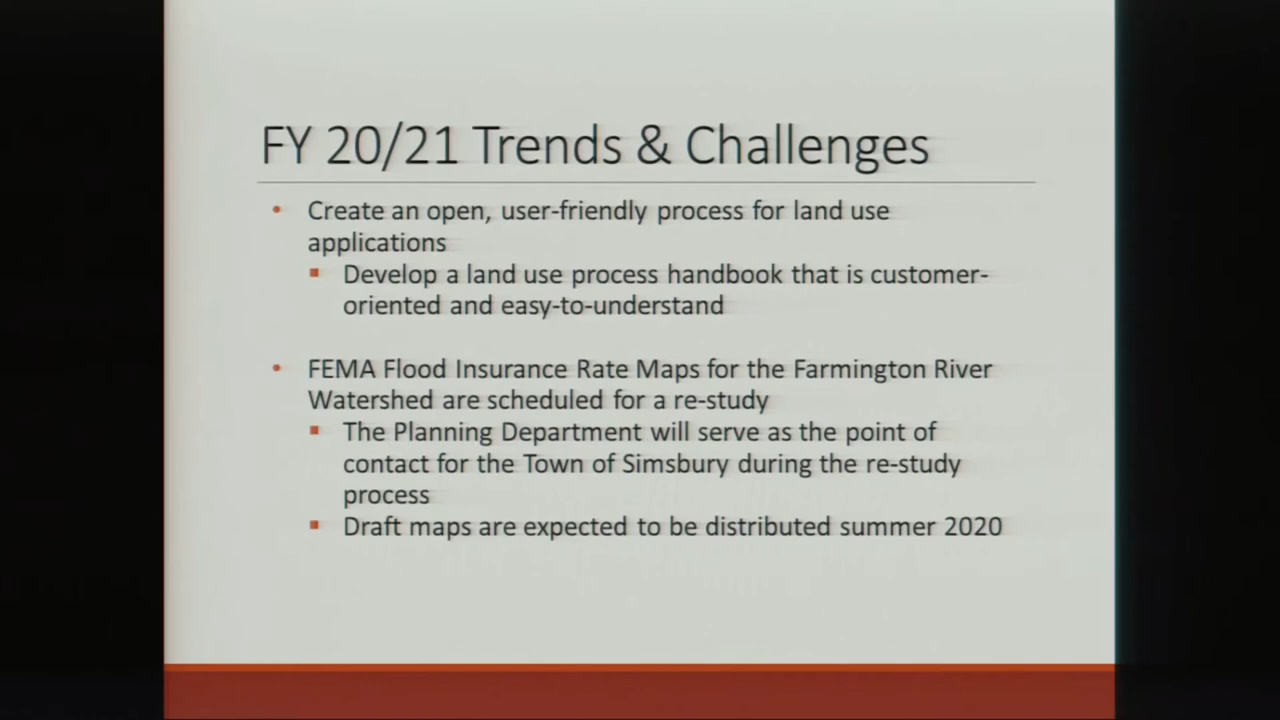 FY 20/21 Trends & Challenges
• Create an open, user-friendly process for land use
applications
▪ Develop a land use process handbook that is customer-
oriented and easy-to-understand
• FEMA Flood Insurance Rate Maps for the Farmington River
Watershed are scheduled for a re-study
▪ The Planning Department will serve as the point of
contact for the Town of Simsbury during the re-study
process
▪ Draft maps are expected to be distributed summer 2020